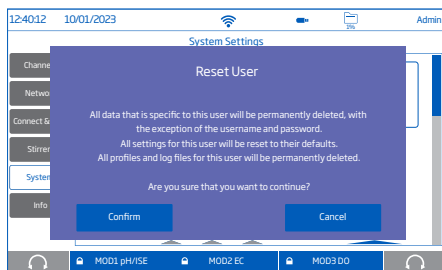 12:40:12 10/01/2023 1% Admin
System Settings
Reset User
Channe
Netwo
Connect &
Stirrer
System
Info
All data that is specific to this user will be permanently deleted, with
the exception of the username and password.
All settings for this user will be reset to their defaults.
All profiles and log files for this user will be permanently deleted.
Are you sure that you want to continue?
Confirm Cancel
MOD1 pH/ISE MOD2 EC MOD3 DO